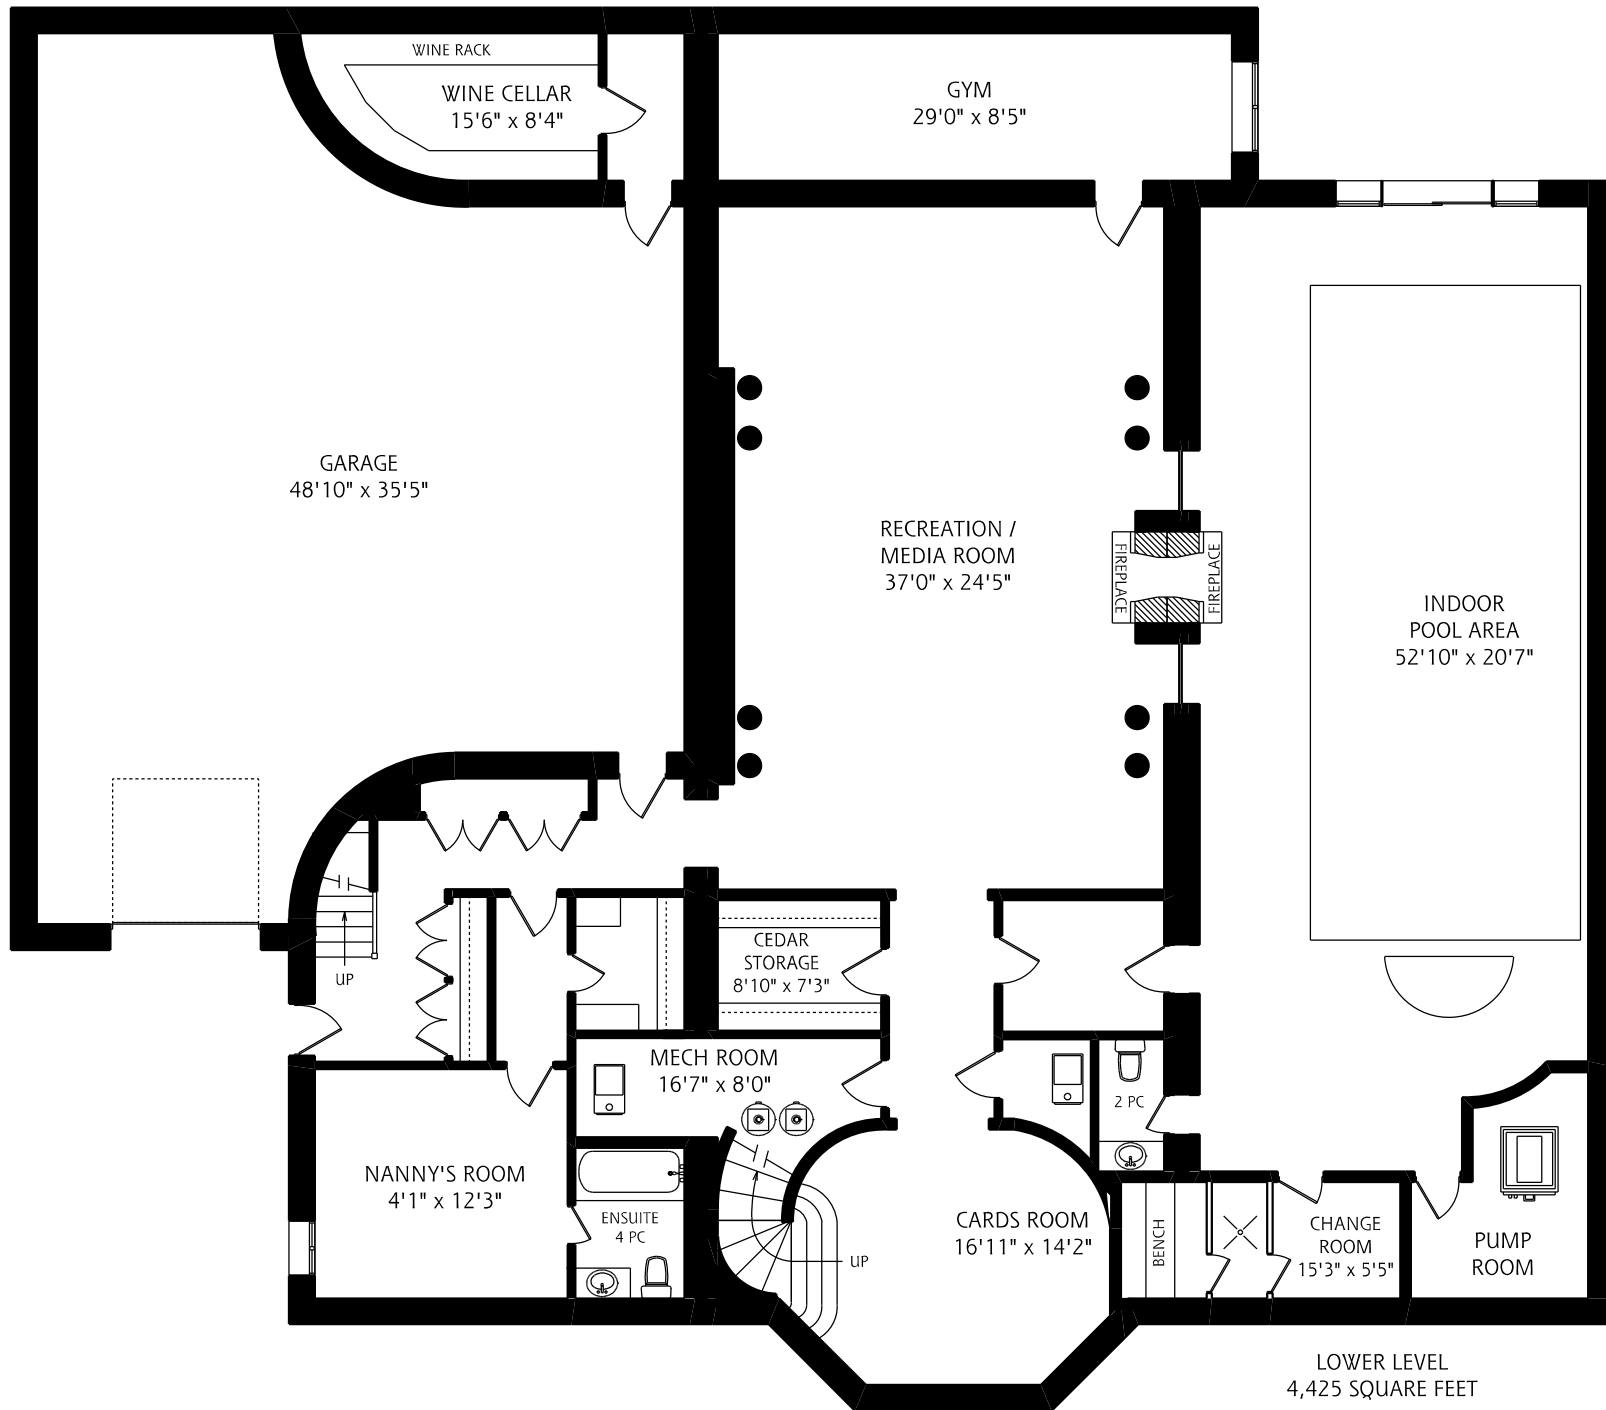 WINE RACK
WINE CELLAR
15'6" x 8'4"
GYM
29'0" x 8'5"
GARAGE
48'10" x 35'5"
RECREATION /
MEDIA ROOM
37'0" x 24'5"
FIREPLACE
FIREPLACE
INDOOR
POOL AREA
52'10" x 20'7"
UP
CEDAR
STORAGE
8'10" x 7'3"
MECH ROOM
16'7" x 8'0"
2 PC
NANNY'S ROOM
4'1" x 12'3"
ENSUITE
4 PC
UP
CARDS ROOM
16'11" x 14'2"
BENCH
CHANGE
ROOM
15'3" x 5'5"
PUMP
ROOM
LOWER LEVEL
4,425 SQUARE FEET